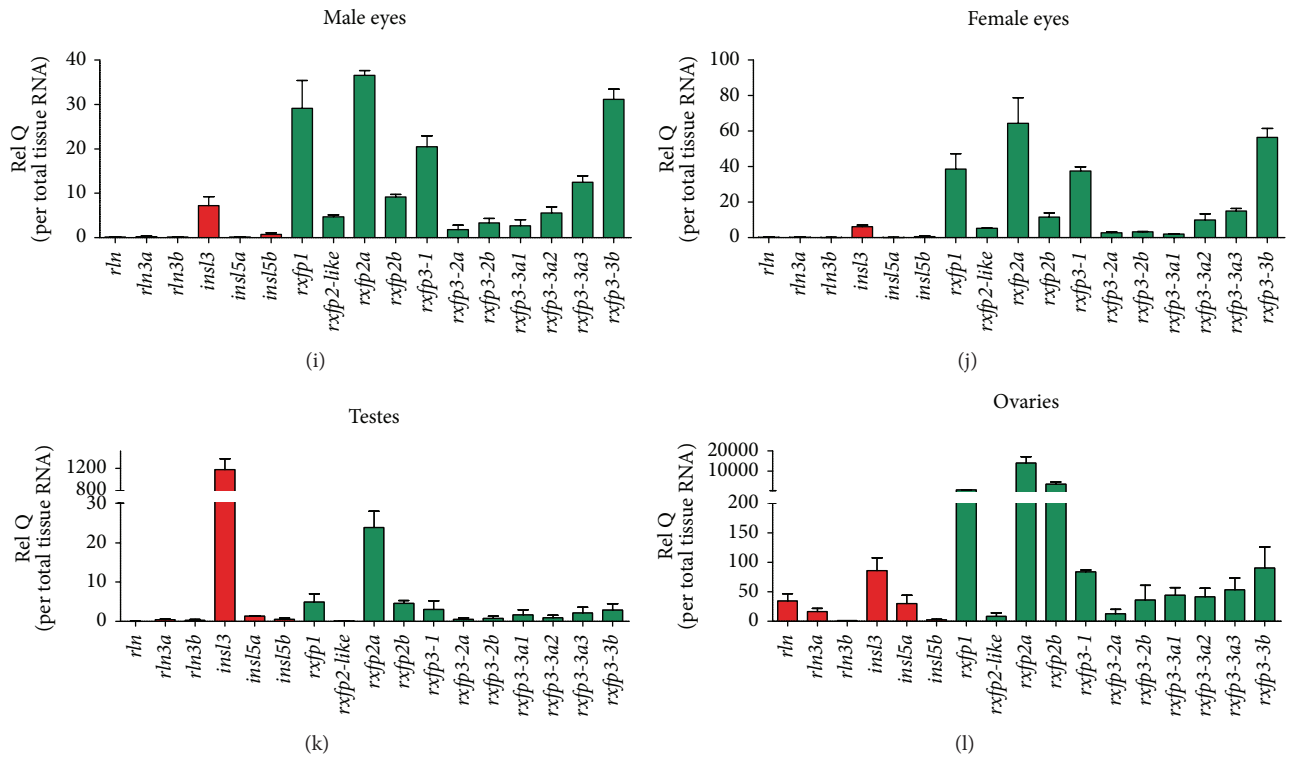 Male eyes
Rel Q
(per total tissue RNA)
40
30
20
10
0
rln
rln3a
rln3b
insl3
insl5a
insl5b
rxfp1
rxfp2-like
rxfp2a
rxfp2b
rxfp3-1
rxfp3-2a
rxfp3-2b
rxfp3-3a1
rxfp3-3a2
rxfp3-3a3
rxfp3-3b
(i)
Female eyes
Rel Q
(per total tissue RNA)
100
80
60
40
20
0
rln
rln3a
rln3b
insl3
insl5a
insl5b
rxfp1
rxfp2-like
rxfp2a
rxfp2b
rxfp3-1
rxfp3-2a
rxfp3-2b
rxfp3-3a1
rxfp3-3a2
rxfp3-3a3
rxfp3-3b
(j)
Testes
Rel Q
(per total tissue RNA)
1200
800
30
20
10
0
rln
rln3a
rln3b
insl3
insl5a
insl5b
rxfp1
rxfp2-like
rxfp2a
rxfp2b
rxfp3-1
rxfp3-2a
rxfp3-2b
rxfp3-3a1
rxfp3-3a2
rxfp3-3a3
rxfp3-3b
(k)
Ovaries
Rel Q
(per total tissue RNA)
20000
10000
200
150
100
50
0
rln
rln3a
rln3b
insl3
insl5a
insl5b
rxfp1
rxfp2-like
rxfp2a
rxfp2b
rxfp3-1
rxfp3-2a
rxfp3-2b
rxfp3-3a1
rxfp3-3a2
rxfp3-3a3
rxfp3-3b
(l)